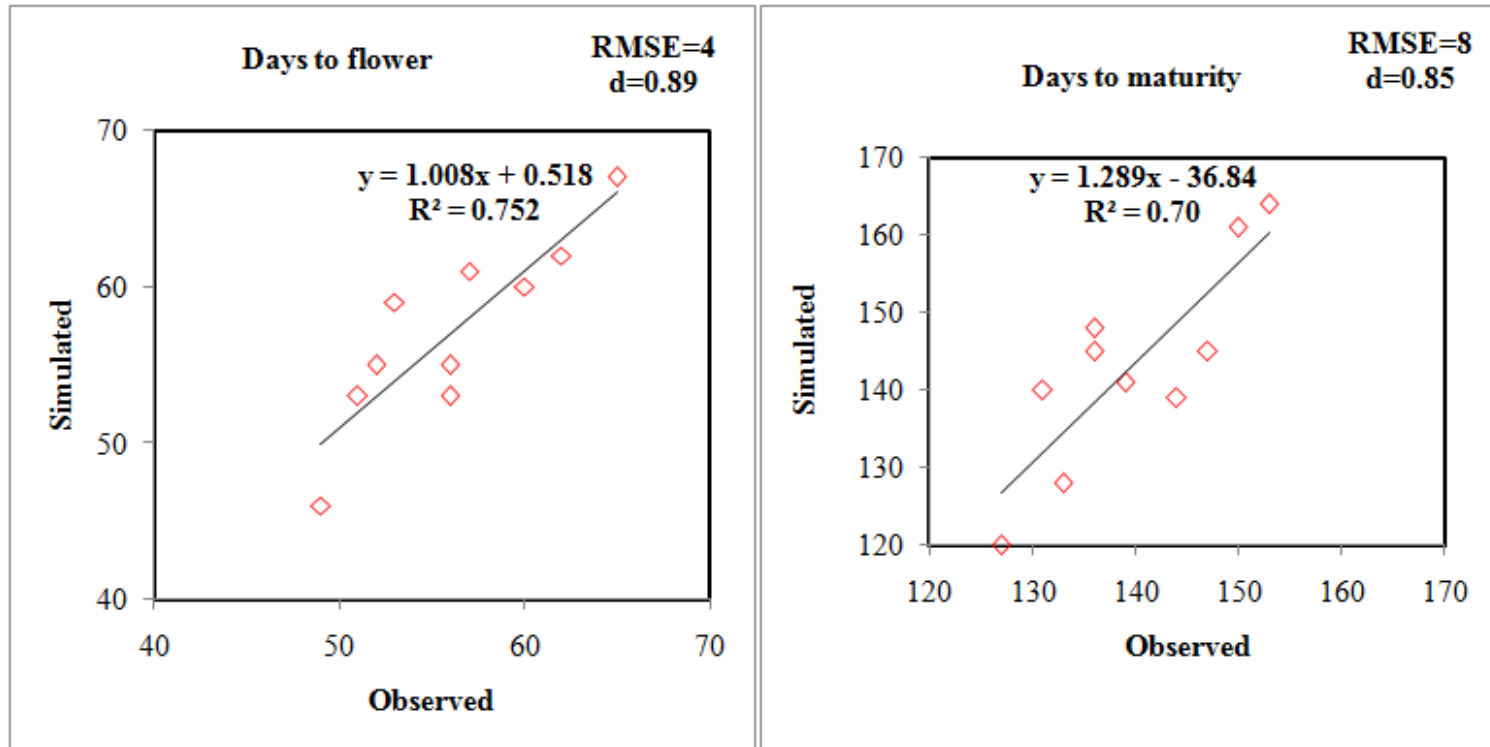 Days to flower
RMSE=4
d=0.89
y = 1.008x + 0.518
R² = 0.752
70
60
50
40
40 50 60 70
Simulated
Observed
Days to maturity
RMSE=8
d=0.85
y = 1.289x - 36.84
R² = 0.70
170
160
150
140
130
120
120 130 140 150 160 170
Simulated
Observed